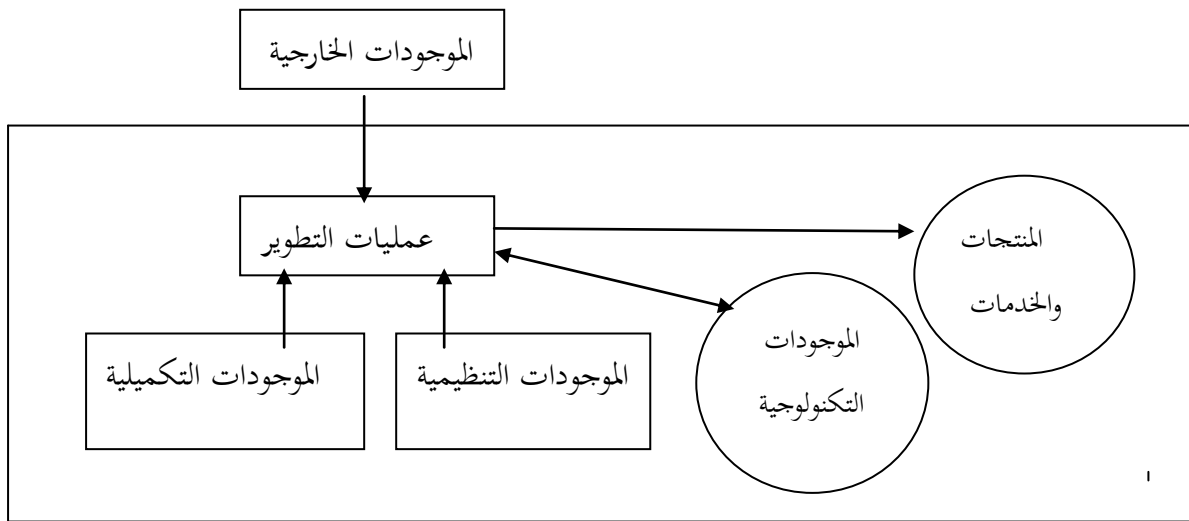 الموجودات الخارجية
عمليات التطوير
المنتجات
والخدمات
الموجودات
التكنولوجية
الموجودات التنظيمية
الموجودات التكميلية